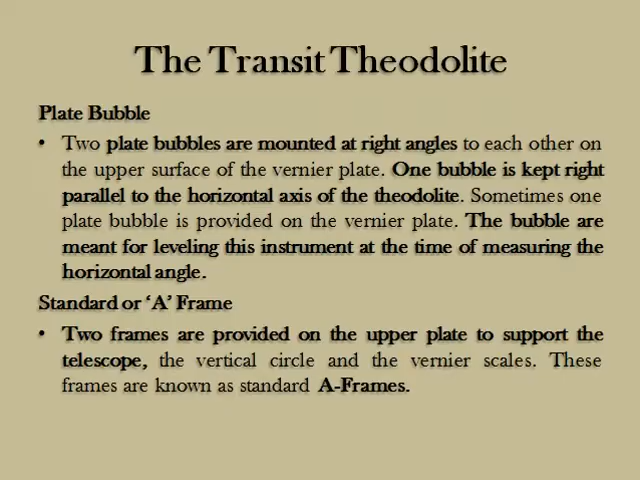 The Transit Theodolite
Plate Bubble
• Two plate bubbles are mounted at right angles to each other on
the upper surface of the vernier plate. One bubble is kept right
parallel to the horizontal axis of the theodolite. Sometimes one
plate bubble is provided on the vernier plate. The bubble are
meant for leveling this instrument at the time of measuring the
horizontal angle.
Standard or ‘A’ Frame
• Two frames are provided on the upper plate to support the
telescope, the vertical circle and the vernier scales. These
frames are known as standard A-Frames.